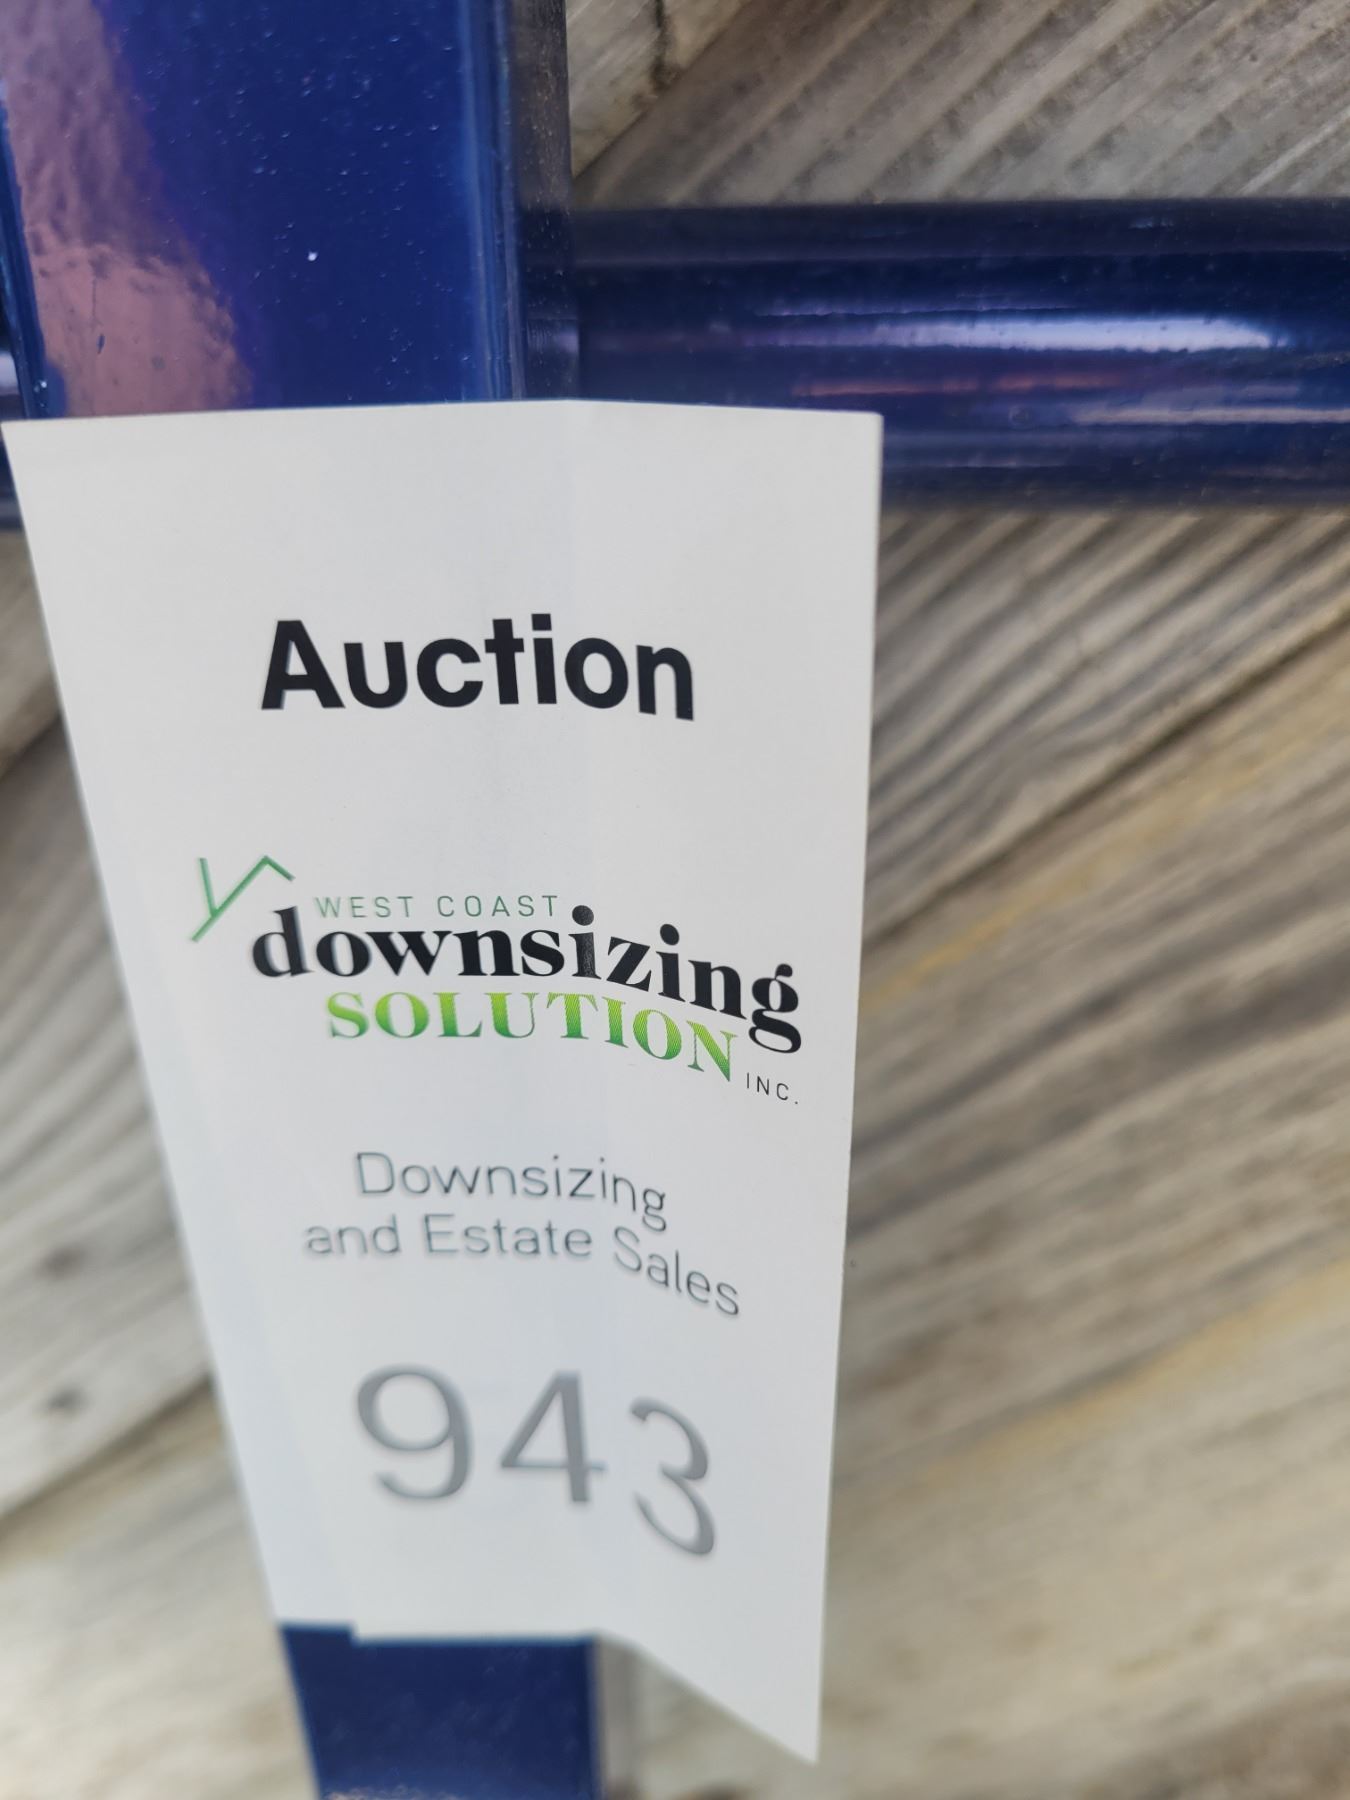 Auction
WEST COAST
downsizing
SOLUTION
INC.
Downsizing
and Estate Sales
943